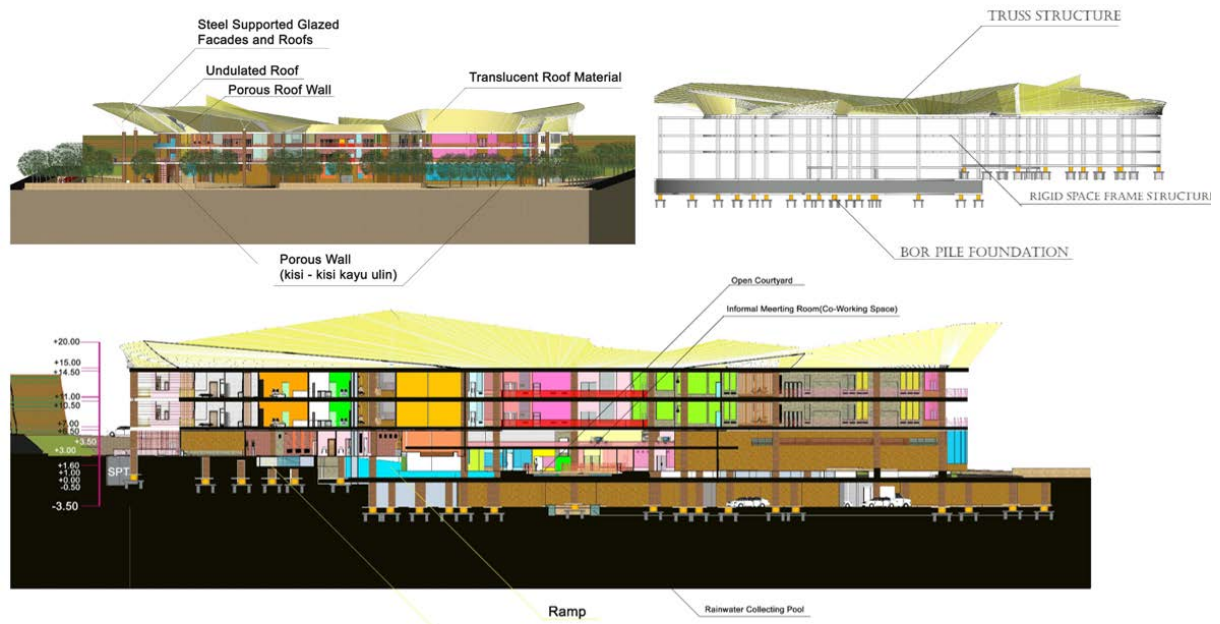 Steel Supported Glazed
Facades and Roofs
Undulated Roof
Porous Roof Wall
Translucent Roof Material
Porous Wall
(kisi - kisi kayu ulin)
TRUSS STRUCTURE
RIGID SPACE FRAME STRUCTURE
BOR PILE FOUNDATION
Open Courtyard
Informal Meerting Room(Co-Working Space)
+20.00
+15.00
+14.50
+11.00
+10.50
+7.00
+6.50
+3.50
+3.00
+1.60
+1.00
+0.00
-0.50
-3.50
SPT
Ramp
Rainwater Collecting Pool